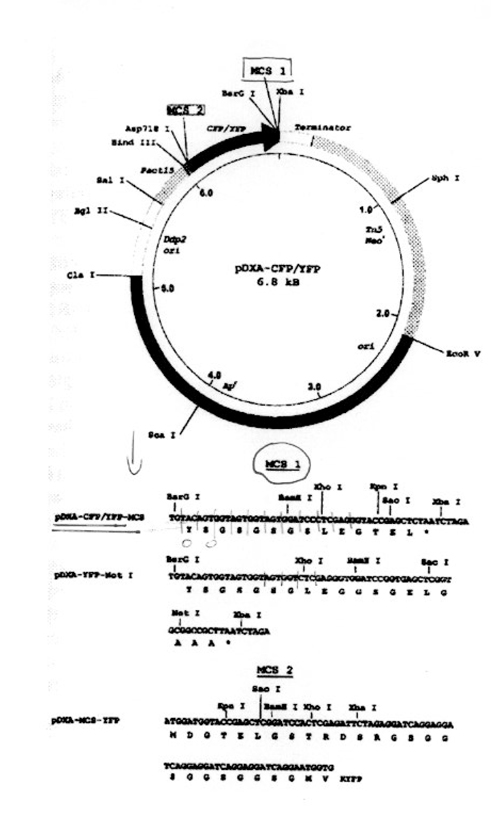 MCS 1
BsrG I
Xba I
MCS 2
CFP/YFP
Terminator
Asp718 I
Hind III
Pact15
Sal I
6.0
Sph I
Bgl II
1.0
Tn5
Neoʳ
Ddp2
ori
Cla I
5.0
pDXA-CFP/YFP
6.8 kB
2.0
ori
EcoR V
4.0
Apʳ
3.0
Sca I
MCS 1
BsrG I
BamH I
Xho I
Kpn I
Sac I
Xba I
pDXA-CFP/YFP-MCS
TGTACAGTGGTAGTGGTAGTGGATCCCTCGAGGGTACCGAGCTCTAATCTAGA
Y S G S G S G S L E G T E L *
BsrG I
Xho I
BamH I
Sac I
pDXA-YFP-Not I
TGTACAGTGGTAGTGGTAGTGGTCTCGAGGGTGGATCCGGTGAGCTCGGT
Y S G S G S G L E G G S G E L G
Not I
Xba I
GCGGCCGCTTAATCTAGA
A A A *
MCS 2
Sac I
Kpn I
BamH I
Xho I
Xba I
pDXA-MCS-YFP
ATGGATGGTACCGAGCTCGGATCCACTCGAGATTCTAGAGGATCAGGAGGA
M D G T E L G S T R D S R G S G G
TCAGGAGGATCAGGAGGATCAGGAATGGTG
S G G S G G S G M V